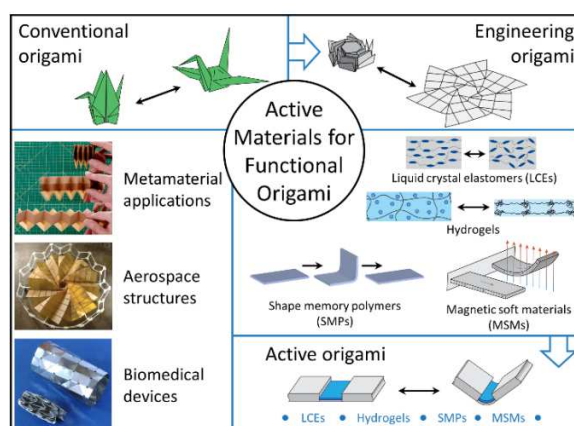 Conventional
origami
Engineering
origami
Active
Materials for
Functional
Origami
Metamaterial
applications
Aerospace
structures
Biomedical
devices
Liquid crystal elastomers (LCEs)
Hydrogels
Shape memory polymers
(SMPs)
Magnetic soft materials
(MSMs)
Active origami
• LCEs • Hydrogels • SMPs • MSMs •